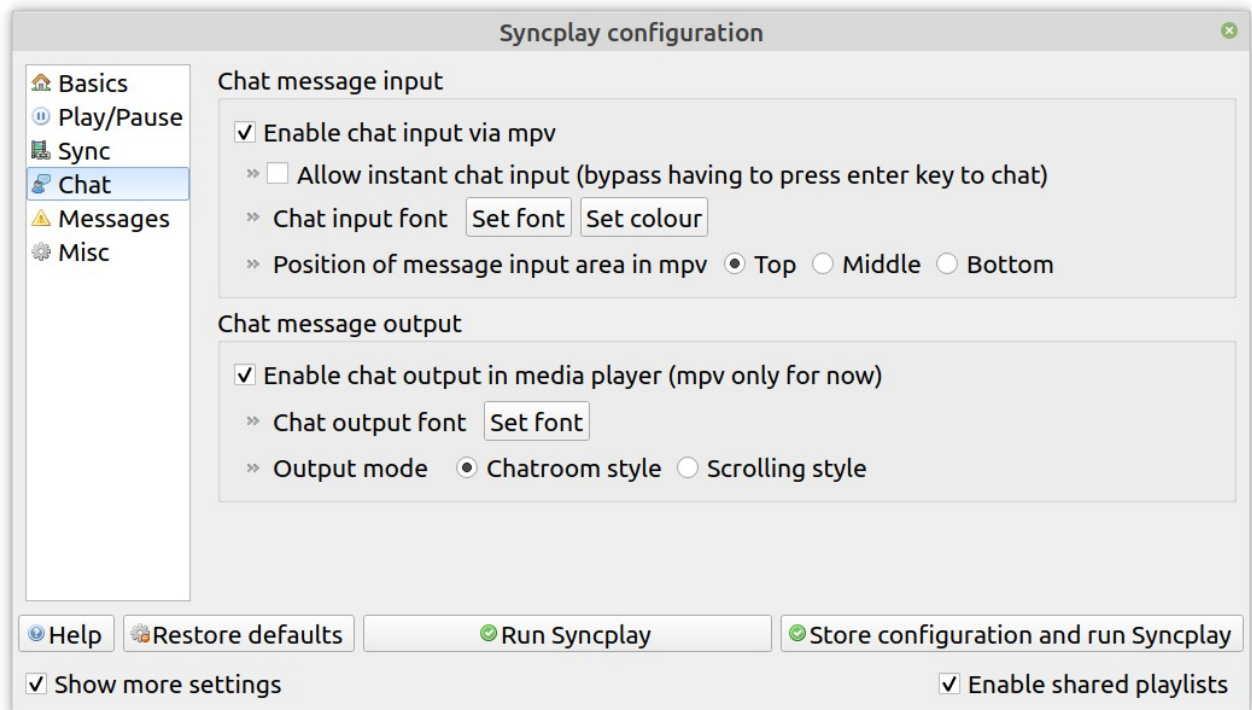 Syncplay configuration
Basics
Play/Pause
Sync
Chat
Messages
Misc
Chat message input
Enable chat input via mpv
» Allow instant chat input (bypass having to press enter key to chat)
» Chat input font Set font Set colour
» Position of message input area in mpv Top Middle Bottom
Chat message output
Enable chat output in media player (mpv only for now)
» Chat output font Set font
» Output mode Chatroom style Scrolling style
Help Restore defaults Run Syncplay Store configuration and run Syncplay
Show more settings Enable shared playlists